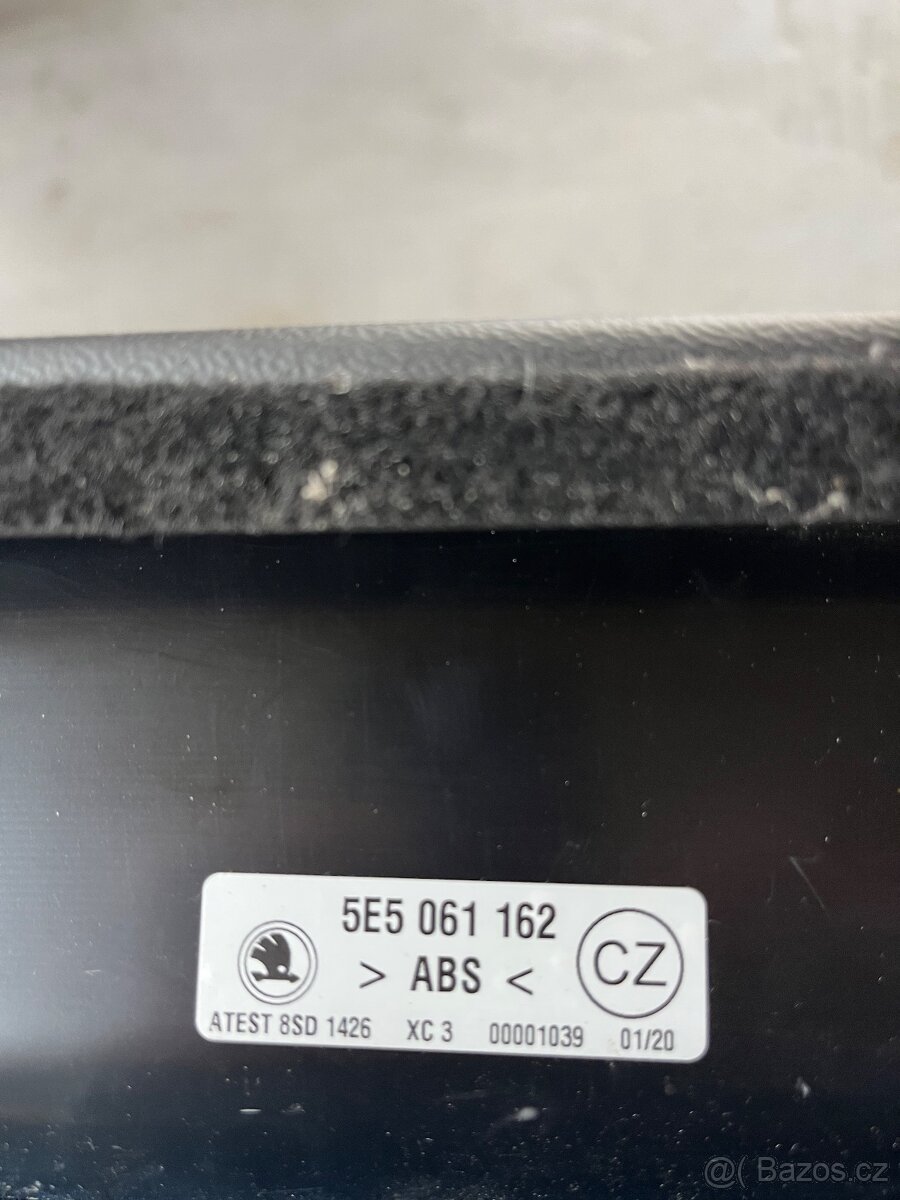 5E5 061 162
> ABS <
CZ
ATEST 8SD 1426 XC 3 00001039 01/20
@( Bazos.cz